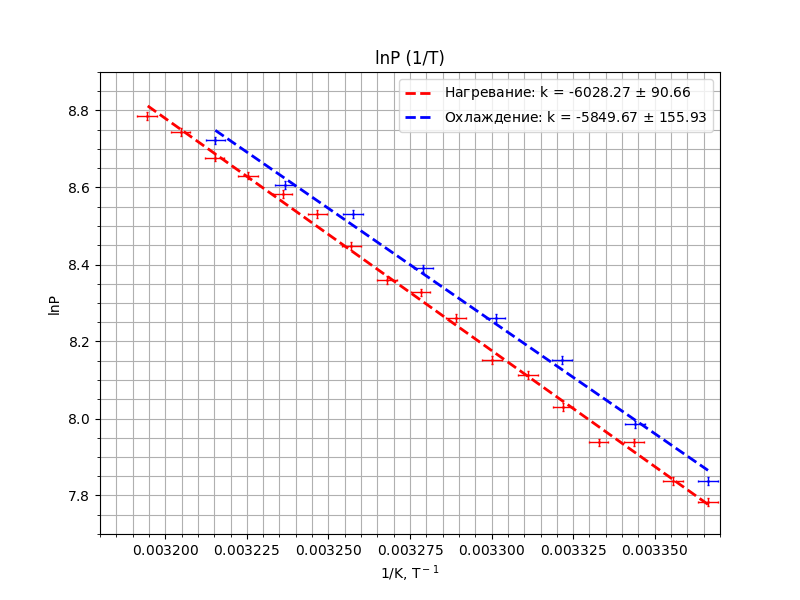 lnP (1/T)
Нагревание: k = -6028.27 ± 90.66
Охлаждение: k = -5849.67 ± 155.93
lnP
8.8
8.6
8.4
8.2
8.0
7.8
0.003200 0.003225 0.003250 0.003275 0.003300 0.003325 0.003350
1/K, T⁻¹